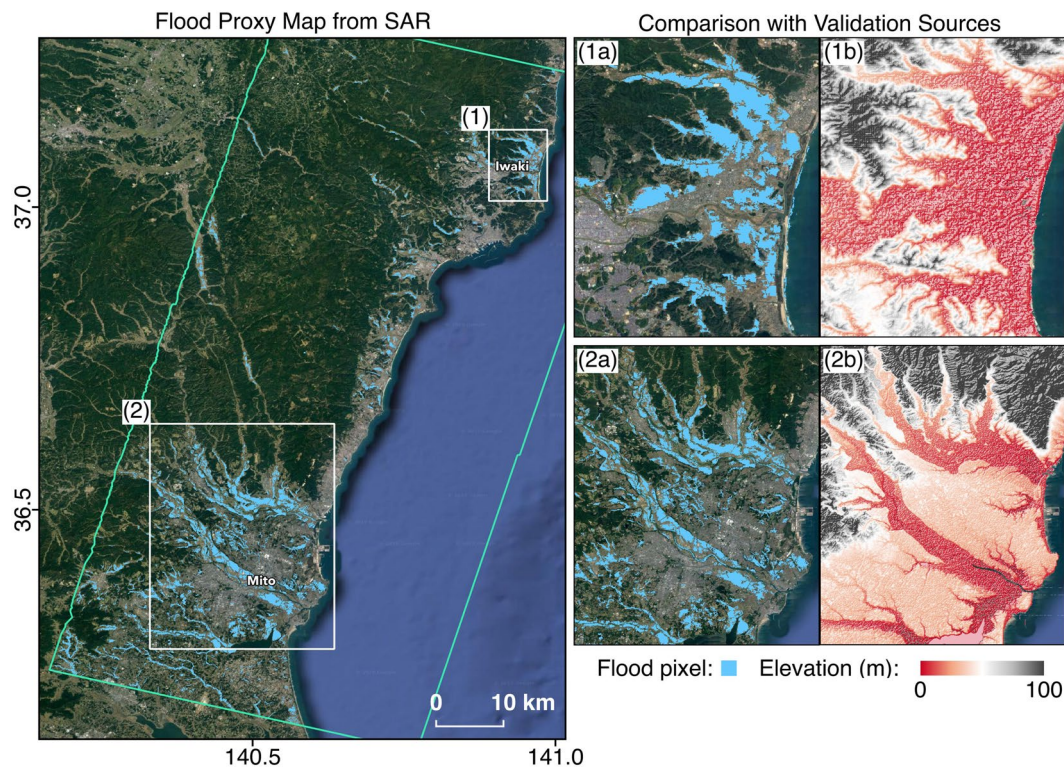 Flood Proxy Map from SAR
Comparison with Validation Sources
(1)
Iwaki
(2)
Mito
0 10 km
37.0
36.5
140.5
141.0
(1a)
(1b)
(2a)
(2b)
Flood pixel:
Elevation (m):
0
100